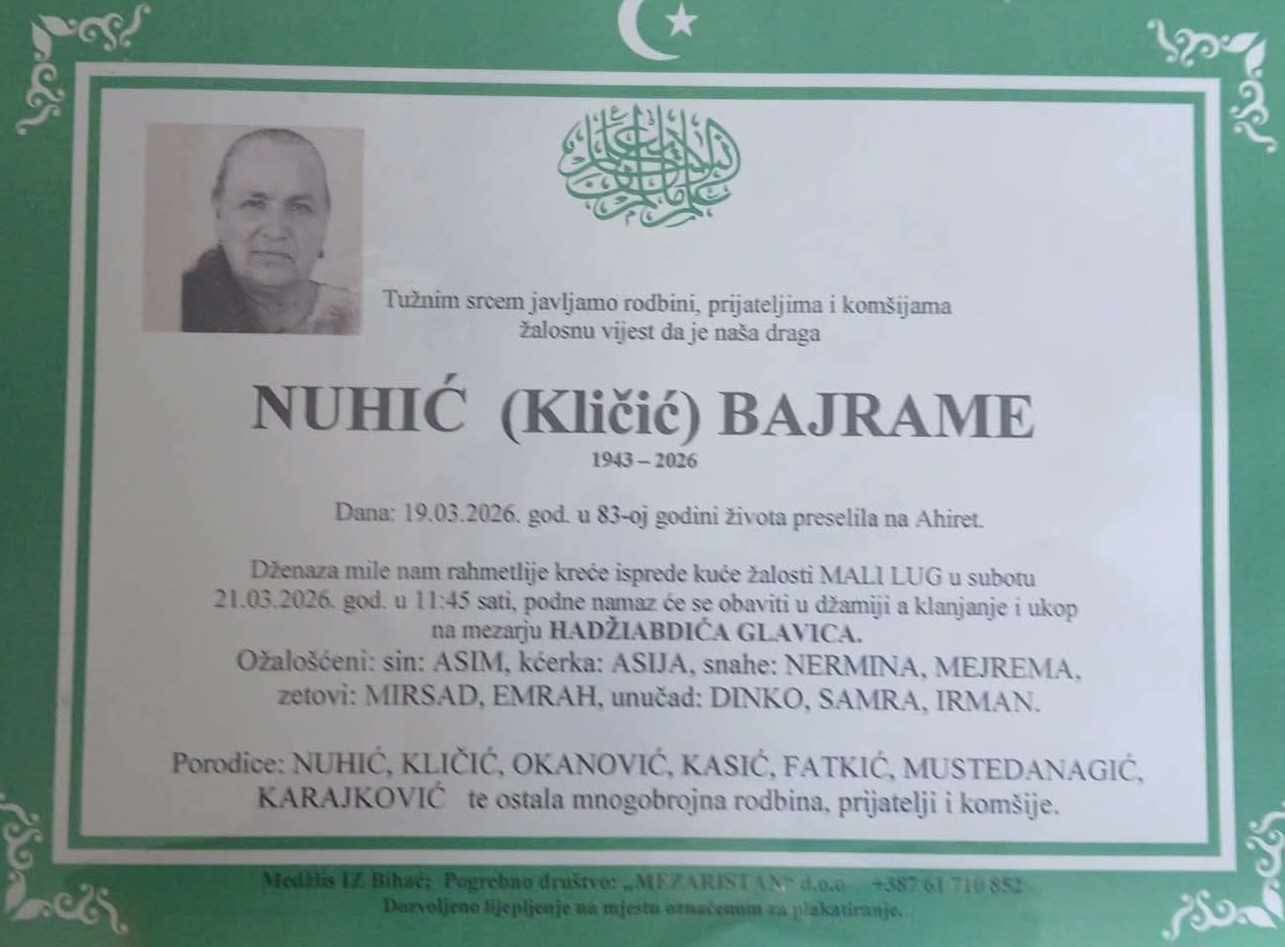 Tužnim srcem javljamo rodbini, prijateljima i komšijama
žalosnu vijest da je naša draga
NUHIĆ (Kličić) BAJRAME
1943 – 2026
Dana: 19.03.2026. god. u 83-oj godini života preselila na Ahiret.
Dženaza mile nam rahmetlije kreće isprede kuće žalosti MALI LUG u subotu
21.03.2026. god. u 11:45 sati, podne namaz će se obaviti u džamiji a klanjanje i ukop
na mezarju HADŽIABDIĆA GLAVICA.
Ožalošćeni: sin: ASIM, kćerka: ASIJA, snahe: NERMINA, MEJREMA,
zetovi: MIRSAD, EMRAH, unučad: DINKO, SAMRA, IRMAN.
Porodice: NUHIĆ, KLIČIĆ, OKANOVIĆ, KASIĆ, FATKIĆ, MUSTEDANAGIĆ,
KARAJKOVIĆ te ostala mnogobrojna rodbina, prijatelji i komšije.
Medžlis IZ Bihać; Pogrebno društvo: „MEZARISTAN“ d.o.o +387 61 710 852
Dozvoljeno lijepljenje na mjestu označenom za plakatiranje.